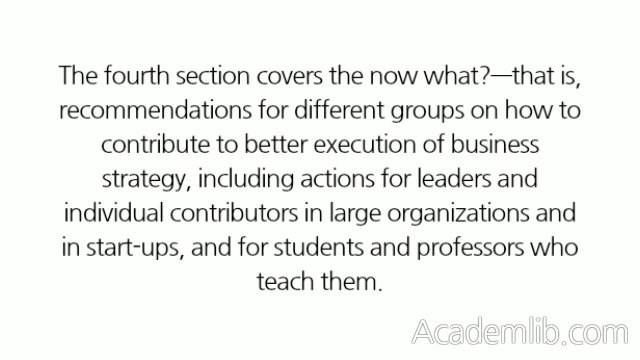 The fourth section covers the now what?—that is,
recommendations for different groups on how to
contribute to better execution of business
strategy, including actions for leaders and
individual contributors in large organizations and
in start-ups, and for students and professors who
teach them.
Academlib.com